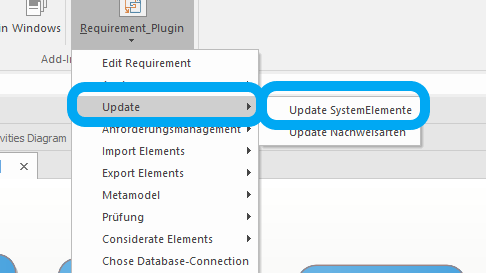 in Windows
Requirement_Plugin
Add-In
Edit Requirement
Update
Update SystemElemente
Anforderungsmanagement
Update Nachweisarten
vities Diagram
Import Elements
Export Elements
Metamodel
Prüfung
Considerate Elements
Chose Database-Connection